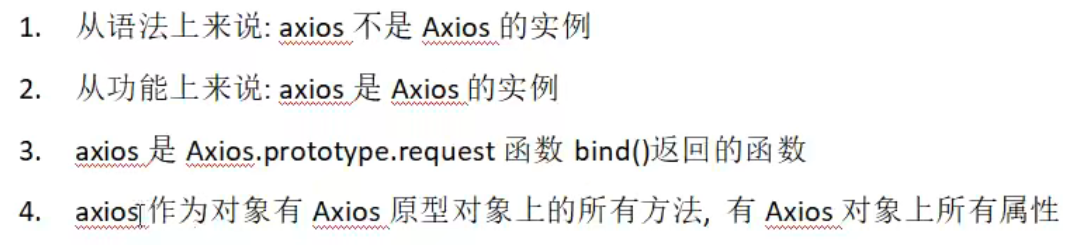 1. 从语法上来说: axios 不是 Axios 的实例
2. 从功能上来说: axios 是 Axios 的实例
3. axios 是 Axios.prototype.request 函数 bind()返回的函数
4. axios 作为对象有 Axios 原型对象上的所有方法, 有 Axios 对象上所有属性